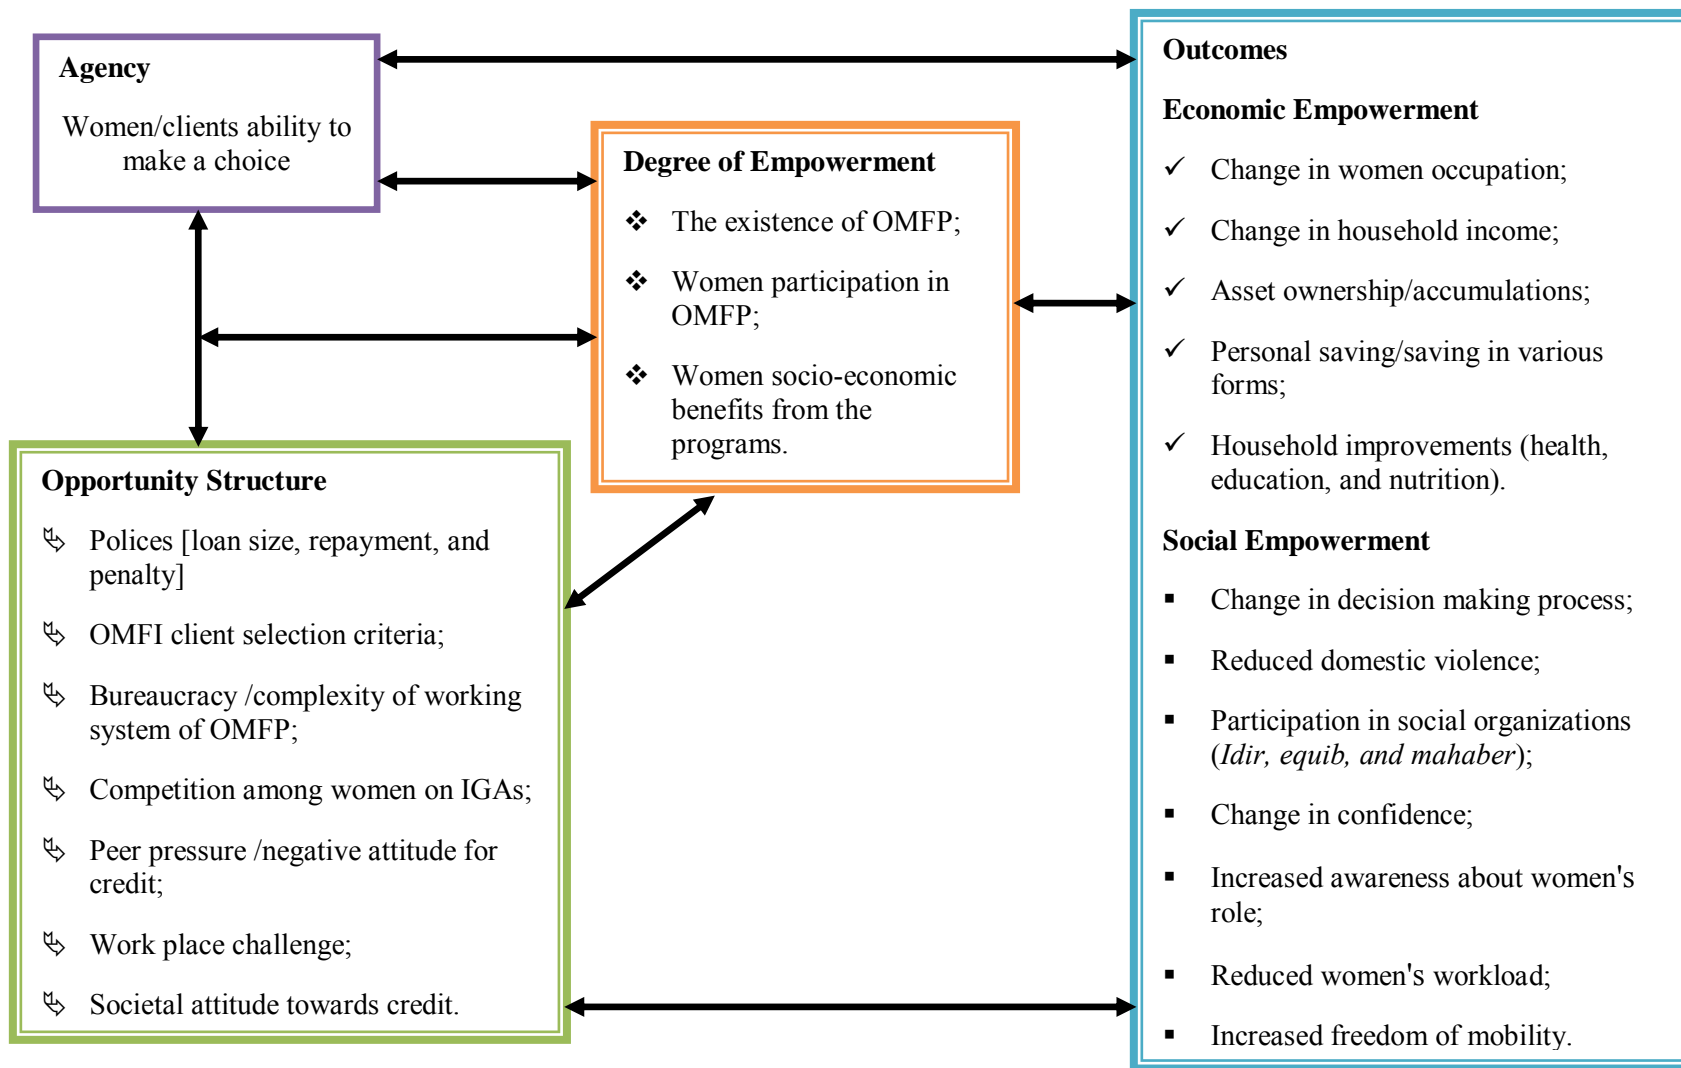 Agency
Women/clients ability to
make a choice
Degree of Empowerment
The existence of OMFP;
Women participation in
OMFP;
Women socio-economic
benefits from the
programs.
Opportunity Structure
Polices [loan size, repayment, and
penalty]
OMFI client selection criteria;
Bureaucracy /complexity of working
system of OMFP;
Competition among women on IGAs;
Peer pressure /negative attitude for
credit;
Work place challenge;
Societal attitude towards credit.
Outcomes
Economic Empowerment
Change in women occupation;
Change in household income;
Asset ownership/accumulations;
Personal saving/saving in various
forms;
Household improvements (health,
education, and nutrition).
Social Empowerment
Change in decision making process;
Reduced domestic violence;
Participation in social organizations
(Idir, equib, and mahaber);
Change in confidence;
Increased awareness about women's
role;
Reduced women's workload;
Increased freedom of mobility.